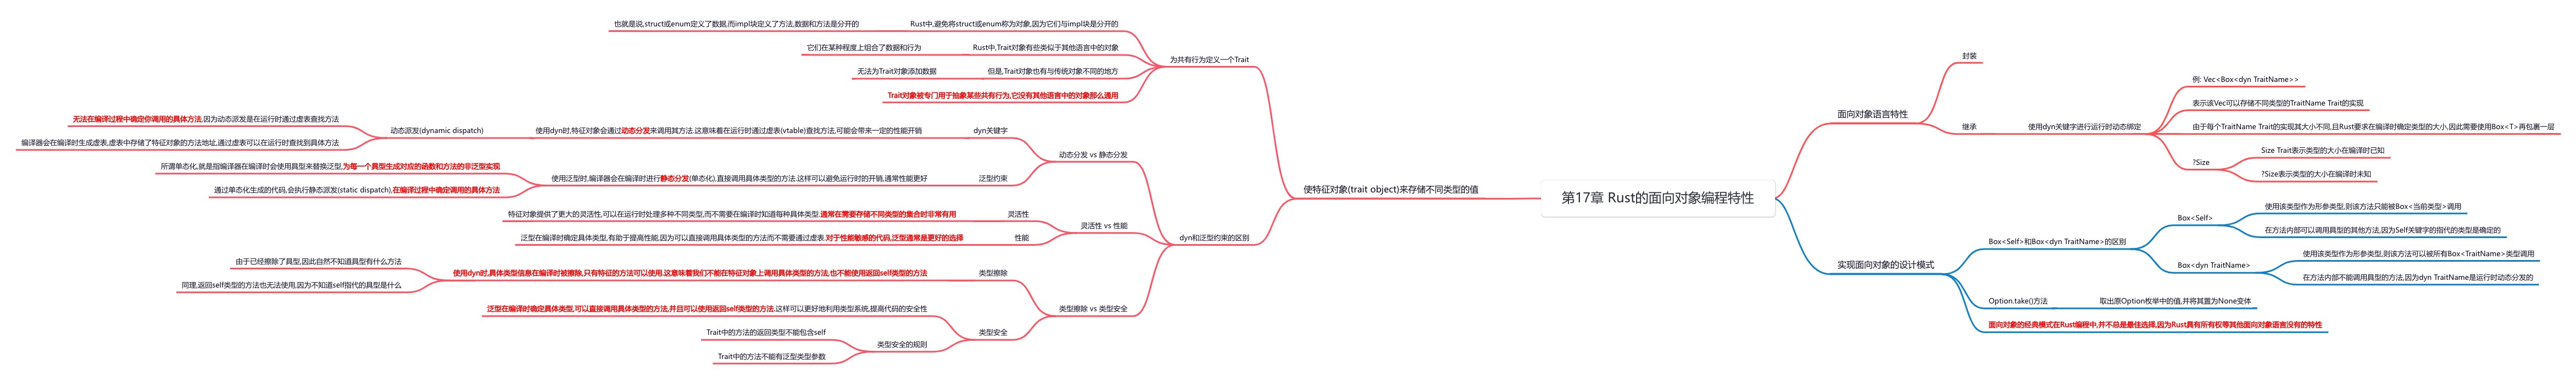 第17章 Rust的面向对象编程特性
面向对象语言特性
封装
继承
使用dyn关键字进行运行时动态绑定
例: Vec<Box<dyn TraitName>>
表示该Vec可以存储不同类型的TraitName Trait的实现
由于每个TraitName Trait的实现其大小不同,且Rust要求在编译时确定类型的大小,因此需要使用Box<T>再包裹一层
?Size
Size Trait表示类型的大小在编译时已知
?Size表示类型的大小在编译时未知
实现面向对象的设计模式
Box<Self>和Box<dyn TraitName>的区别
Box<Self>
使用该类型作为形参类型,则该方法只能被Box<当前类型>调用
在方法内部可以调用具型的其他方法,因为Self关键字的指代的类型是确定的
Box<dyn TraitName>
使用该类型作为形参类型,则该方法可以被所有Box<TraitName>类型调用
在方法内部不能调用具型的方法,因为dyn TraitName是运行时动态分发的
Option.take()方法
取出原Option枚举中的值,并将其置为None变体
面向对象的经典模式在Rust编程中,并不总是最佳选择,因为Rust具有所有权等其他面向对象语言没有的特性
使特征对象(trait object)来存储不同类型的值
为共有行为定义一个Trait
Rust中,避免将struct或enum称为对象,因为它们与impl块是分开的
也就是说,struct或enum定义了数据,而impl块定义了方法,数据和方法是分开的
Rust中,Trait对象有些类似于其他语言中的对象
它们在某种程度上组合了数据和行为
但是,Trait对象也有与传统对象不同的地方
无法为Trait对象添加数据
Trait对象被专门用于抽象某些共有行为,它没有其他语言中的对象那么通用
dyn和泛型约束的区别
动态分发 vs 静态分发
dyn关键字
使用dyn时,特征对象会通过动态分发来调用其方法.这意味着在运行时通过虚表(vtable)查找方法,可能会带来一定的性能开销
动态派发(dynamic dispatch)
无法在编译过程中确定你调用的具体方法,因为动态派发是在运行时通过虚表查找方法
编译器会在编译时生成虚表,虚表中存储了特征对象的方法地址,通过虚表可以在运行时查找到具体方法
泛型约束
使用泛型时,编译器会在编译时进行静态分发(单态化),直接调用具体类型的方法.这样可以避免运行时的开销,通常性能更好
所谓单态化,就是指编译器在编译时会使用具型来替换泛型,为每一个具型生成对应的函数和方法的非泛型实现
通过单态化生成的代码,会执行静态派发(static dispatch),在编译过程中确定调用的具体方法
灵活性 vs 性能
灵活性
特征对象提供了更大的灵活性,可以在运行时处理多种不同类型,而不需要在编译时知道每种具体类型,通常在需要存储不同类型的集合时非常有用
性能
泛型在编译时确定具体类型,有助于提高性能,因为可以直接调用具体类型的方法而不需要通过虚表.对于性能敏感的代码,泛型通常是更好的选择
类型擦除 vs 类型安全
类型擦除
使用dyn时,具体类型信息在编译时被擦除,只有特征的方法可以使用.这意味着我们不能在特征对象上调用具体类型的方法,也不能使用返回self类型的方法
由于已经擦除了具型,因此自然不知道具型有什么方法
同理,返回self类型的方法也无法使用,因为不知道self指代的具型是什么
类型安全
泛型在编译时确定具体类型,可以直接调用具体类型的方法,并且可以使用返回self类型的方法.这样可以更好地利用类型系统,提高代码的安全性
类型安全的规则
Trait中的方法的返回类型不能包含self
Trait中的方法不能有泛型类型参数